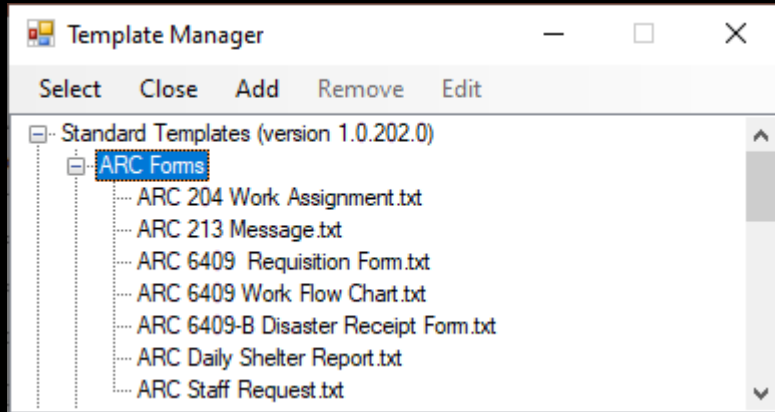 Template Manager
Select Close Add Remove Edit
Standard Templates (version 1.0.202.0)
ARC Forms
ARC 204 Work Assignment.txt
ARC 213 Message.txt
ARC 6409  Requisition Form.txt
ARC 6409 Work Flow Chart.txt
ARC 6409-B Disaster Receipt Form.txt
ARC Daily Shelter Report.txt
ARC Staff Request.txt